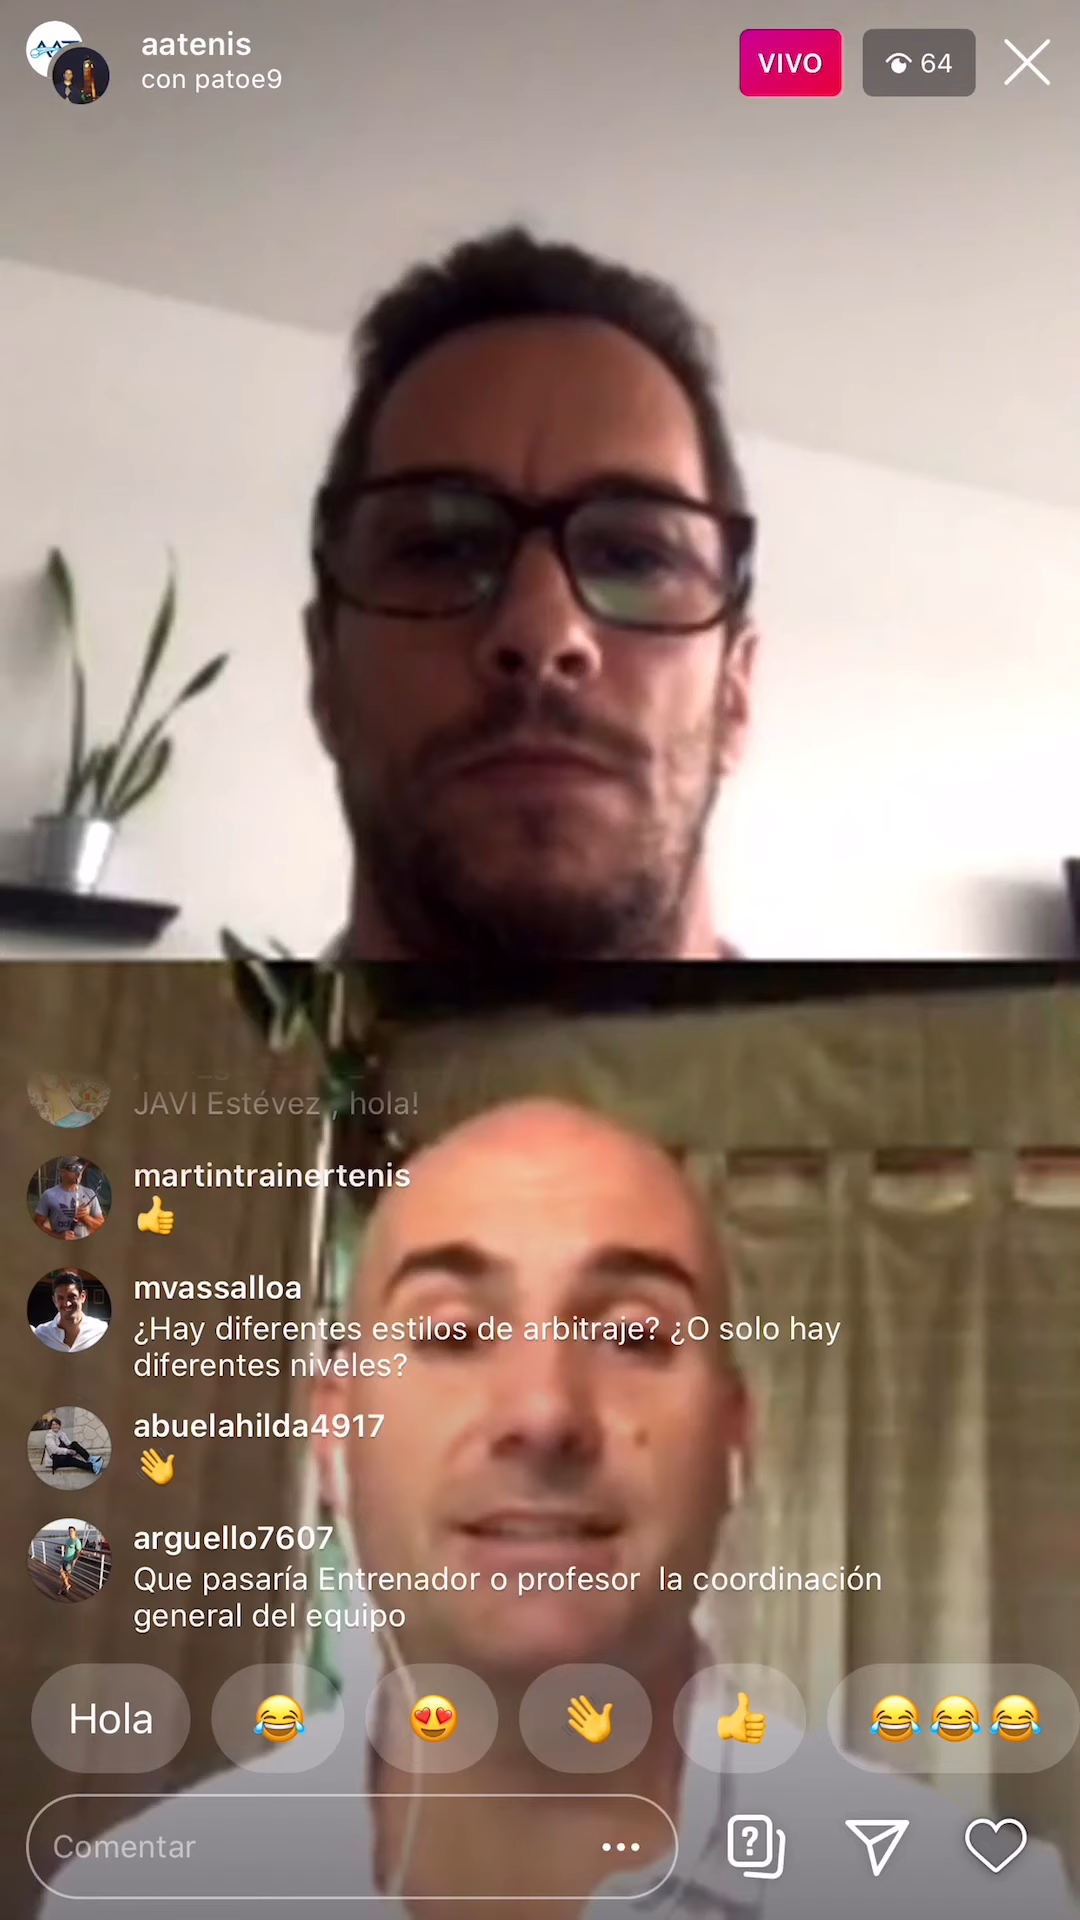 aatenis
con patoe9
VIVO
64
JAVI Estévez , hola!
martintrainertenis
👍
mvassalloa
¿Hay diferentes estilos de arbitraje? ¿O solo hay
diferentes niveles?
abuelahilda4917
👋
arguello7607
Que pasaría Entrenador o profesor  la coordinación
general del equipo
Hola 😂 😍 👋 👍 😂😂😂
Comentar